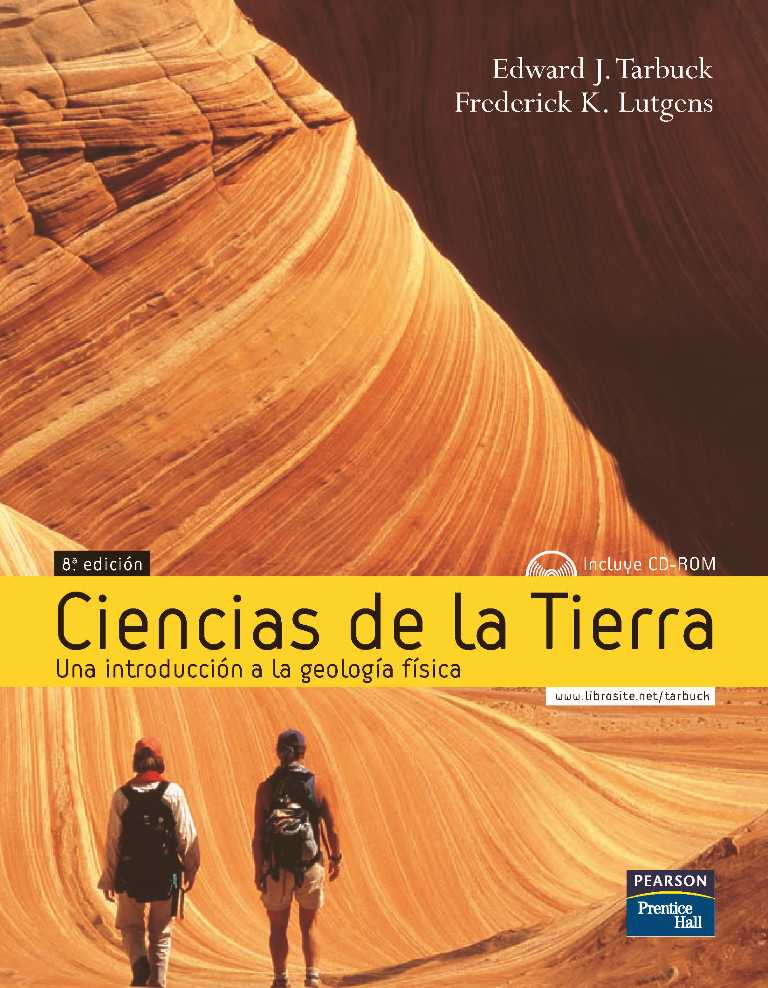 Edward J. Tarbuck
Frederick K. Lutgens
8.ª edición
Incluye CD-ROM
Ciencias de la Tierra
Una introducción a la geología física
www.librosite.net/tarbuck
PEARSON
Prentice
Hall